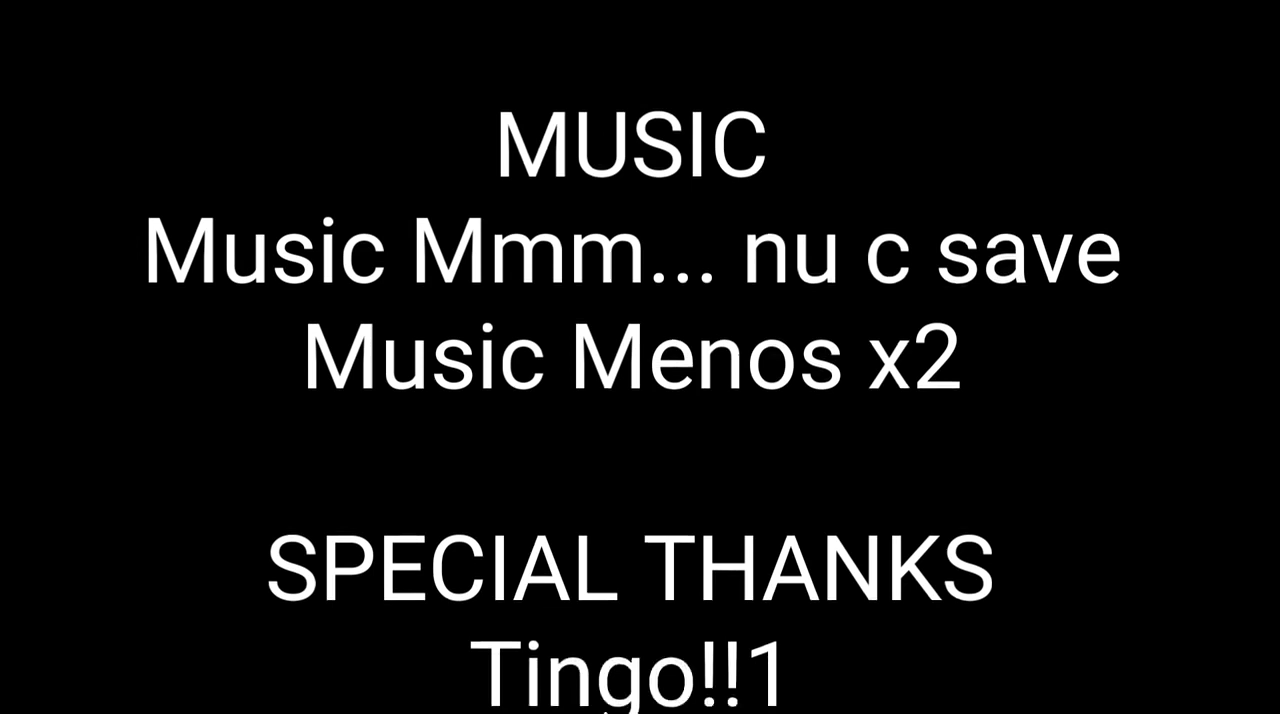 MUSIC
Music Mmm... nu c save
Music Menos x2
SPECIAL THANKS
Tingo!!1